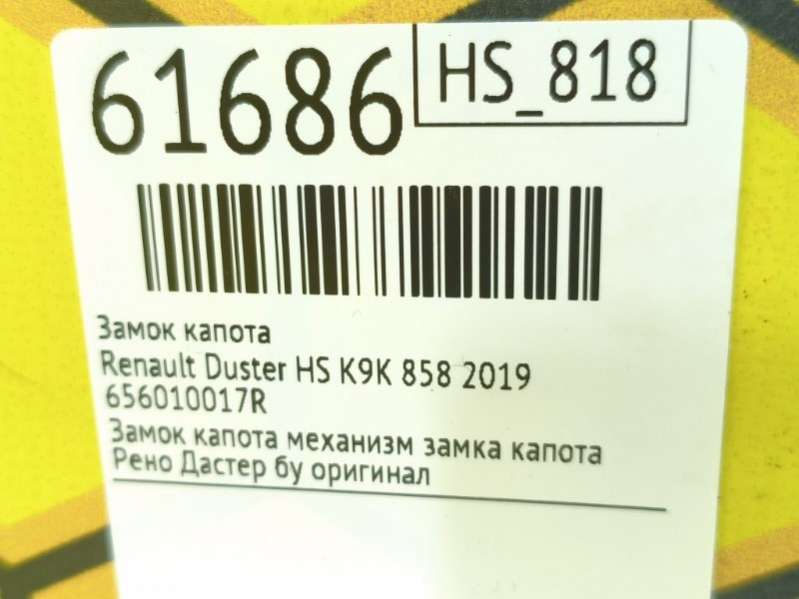 61686
HS_818
Замок капота
Renault Duster HS K9K 858 2019
656010017R
Замок капота механизм замка капота
Рено Дастер бу оригинал